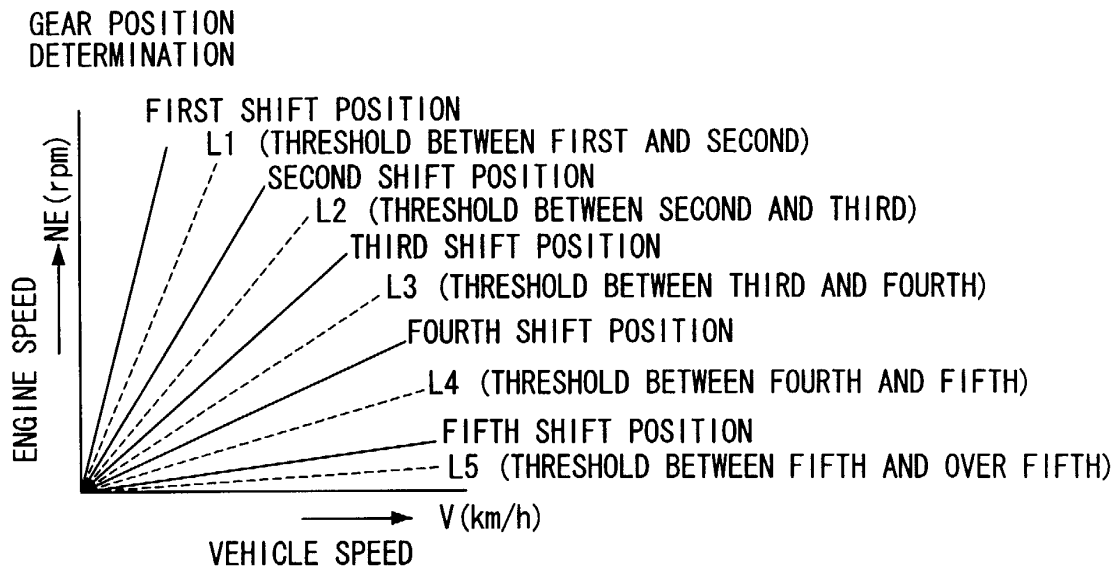 GEAR POSITION
DETERMINATION
FIRST SHIFT POSITION
L1 (THRESHOLD BETWEEN FIRST AND SECOND)
SECOND SHIFT POSITION
L2 (THRESHOLD BETWEEN SECOND AND THIRD)
THIRD SHIFT POSITION
L3 (THRESHOLD BETWEEN THIRD AND FOURTH)
FOURTH SHIFT POSITION
L4 (THRESHOLD BETWEEN FOURTH AND FIFTH)
FIFTH SHIFT POSITION
L5 (THRESHOLD BETWEEN FIFTH AND OVER FIFTH)
ENGINE SPEED
NE(rpm)
V(km/h)
VEHICLE SPEED